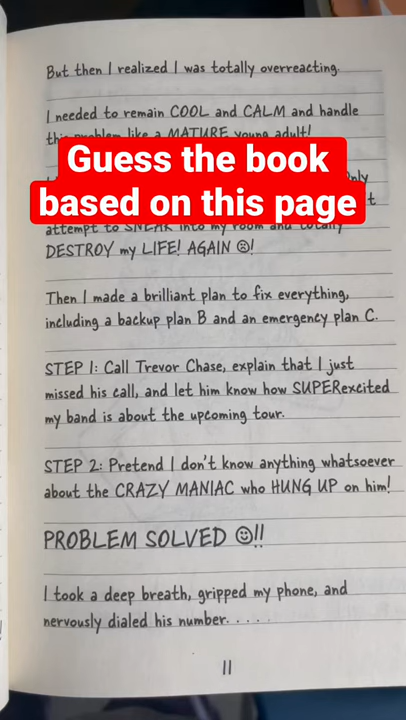 But then I realized I was totally overreacting.
I needed to remain COOL and CALM and handle
this problem like a MATURE young adult!
Guess the book
based on this page
attempt to SNEAK into my room and totally
DESTROY my LIFE! AGAIN ☹!
Then I made a brilliant plan to fix everything,
including a backup plan B and an emergency plan C.
STEP 1: Call Trevor Chase, explain that I just
missed his call, and let him know how SUPERexcited
my band is about the upcoming tour.
STEP 2: Pretend I don't know anything whatsoever
about the CRAZY MANIAC who HUNG UP on him!
PROBLEM SOLVED ☺!!
I took a deep breath, gripped my phone, and
nervously dialed his number. . . . .
11